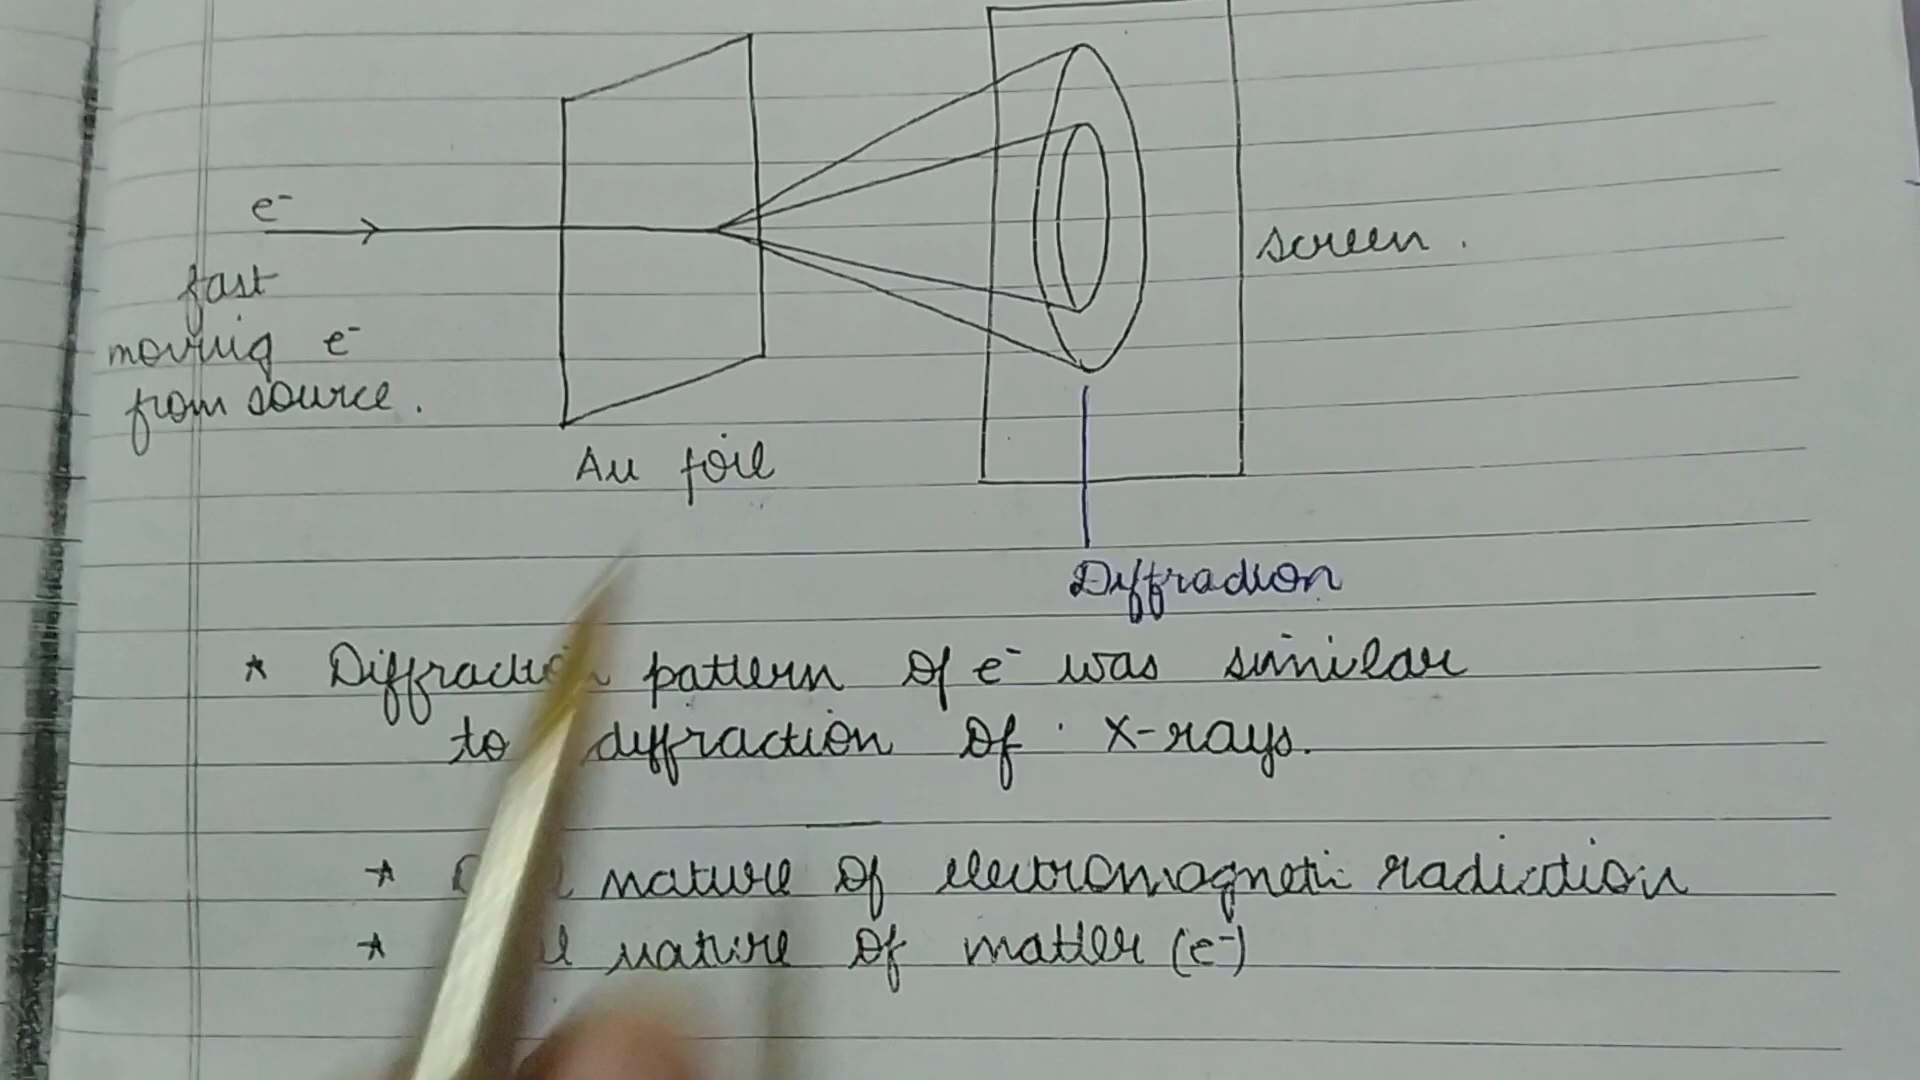 e⁻
fast
moving e⁻
from source.
Au foil
screen.
Diffraction
* Diffraction pattern of e⁻ was similar
to diffraction of X-rays.
* nature of electromagnetic radiation
* nature of matter (e⁻)